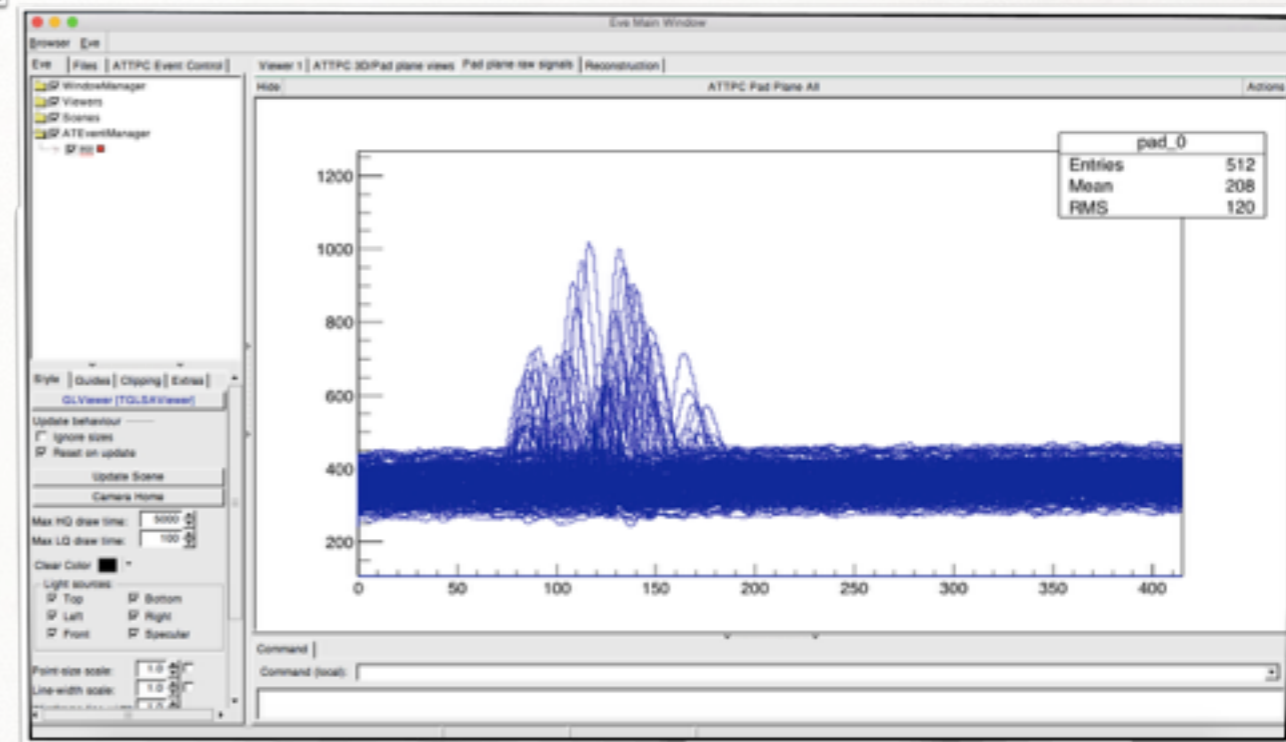 Eve Main Window
Browser Eve
Eve Files ATTPC Event Control
Viewer 1 ATTPC 3D/Pad plane views Pad plane raw signals Reconstruction
WindowManager
Viewers
Scenes
ATEventManager
Hide ATTPC Pad Plane All Actions
pad_0
Entries 512
Mean 208
RMS 120
1200
1000
800
600
400
200
0 50 100 150 200 250 300 350 400
Style Guides Clipping Extras
GLViewer [TGLSAViewer]
Update behaviour
Ignore sizes
Reset on update
Update Scene
Camera Home
Max HQ draw time: 5000
Max LQ draw time: 100
Clear Color
Light sources:
Top Bottom
Left Right
Front Specular
Point-size scale: 1.0
Line-width scale: 1.0
1.0
Command
Command (local):